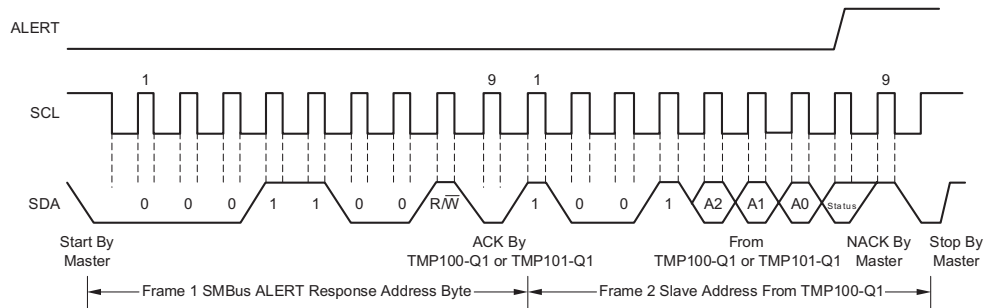 ALERT
1 9 1 9
SCL
SDA 0 0 0 1 1 0 0 R/W̅ 1 0 0 1 A2 A1 A0 Status
Start By
Master
ACK By
TMP100-Q1 or TMP101-Q1
From
TMP100-Q1 or TMP101-Q1
NACK By
Master
Stop By
Master
Frame 1 SMBus ALERT Response Address Byte
Frame 2 Slave Address From TMP100-Q1